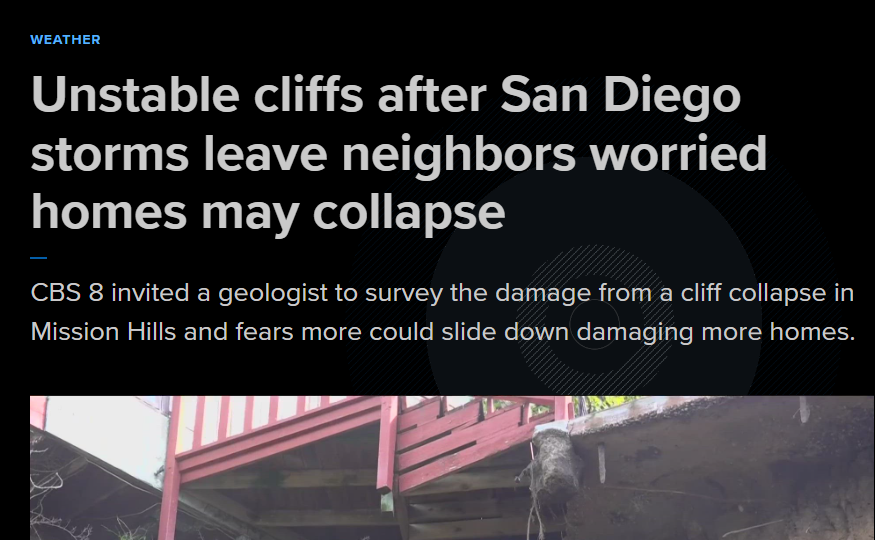 WEATHER
Unstable cliffs after San Diego
storms leave neighbors worried
homes may collapse
CBS 8 invited a geologist to survey the damage from a cliff collapse in
Mission Hills and fears more could slide down damaging more homes.